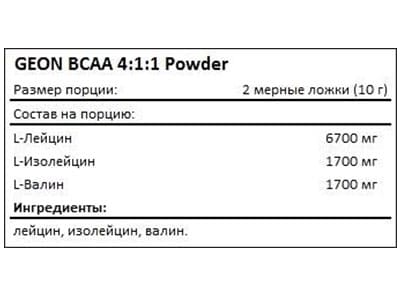 GEON BCAA 4:1:1 Powder
Размер порции: 2 мерные ложки (10 г)
Состав на порцию:
L-Лейцин 6700 мг
L-Изолейцин 1700 мг
L-Валин 1700 мг
Ингредиенты:
лейцин, изолейцин, валин.